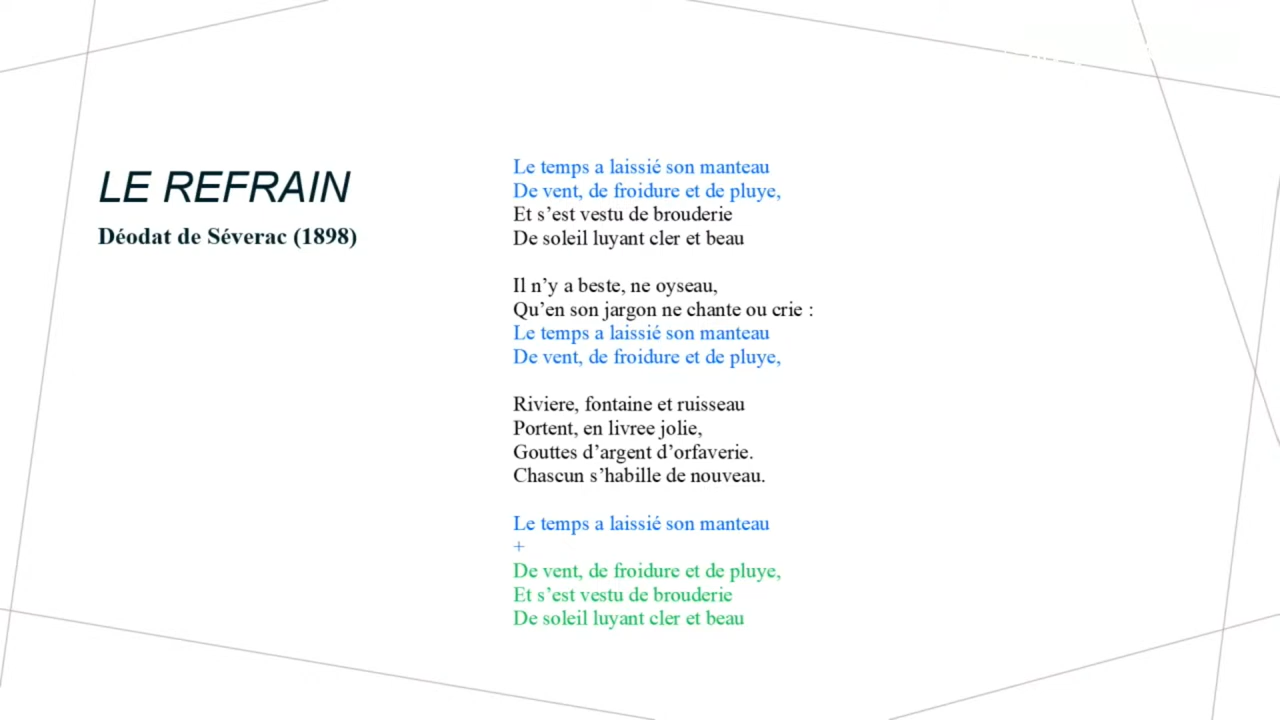 LE REFRAIN
Déodat de Séverac (1898)
Le temps a laissié son manteau
De vent, de froidure et de pluye,
Et s’est vestu de brouderie
De soleil luyant cler et beau
Il n’y a beste, ne oyseau,
Qu’en son jargon ne chante ou crie :
Le temps a laissié son manteau
De vent, de froidure et de pluye,
Riviere, fontaine et ruisseau
Portent, en livree jolie,
Gouttes d’argent d’orfaverie.
Chascun s’habille de nouveau.
Le temps a laissié son manteau
+
De vent, de froidure et de pluye,
Et s’est vestu de brouderie
De soleil luyant cler et beau